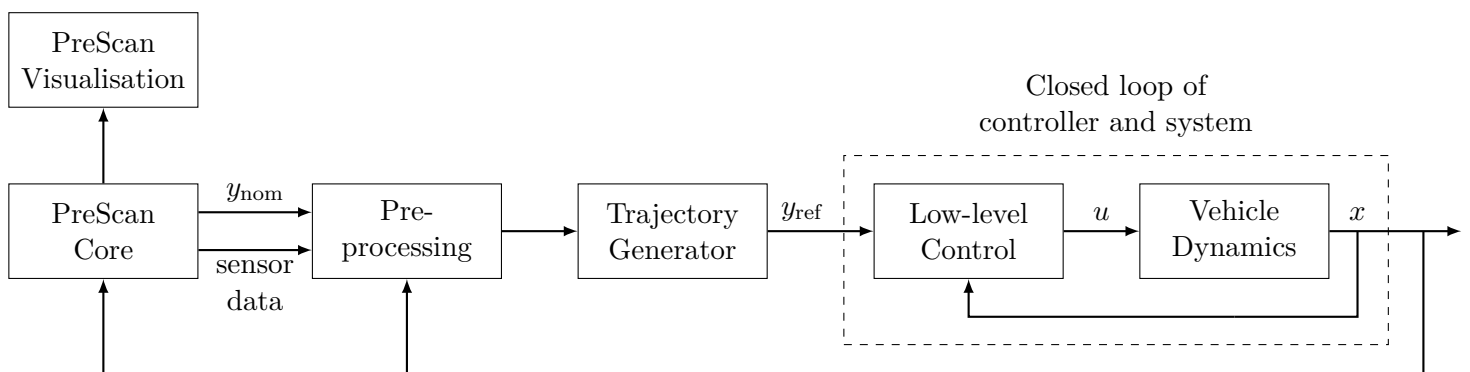 PreScan
Visualisation
Closed loop of
controller and system
PreScan
Core
y_nom
sensor
data
Pre-
processing
Trajectory
Generator
y_ref
Low-level
Control
u
Vehicle
Dynamics
x